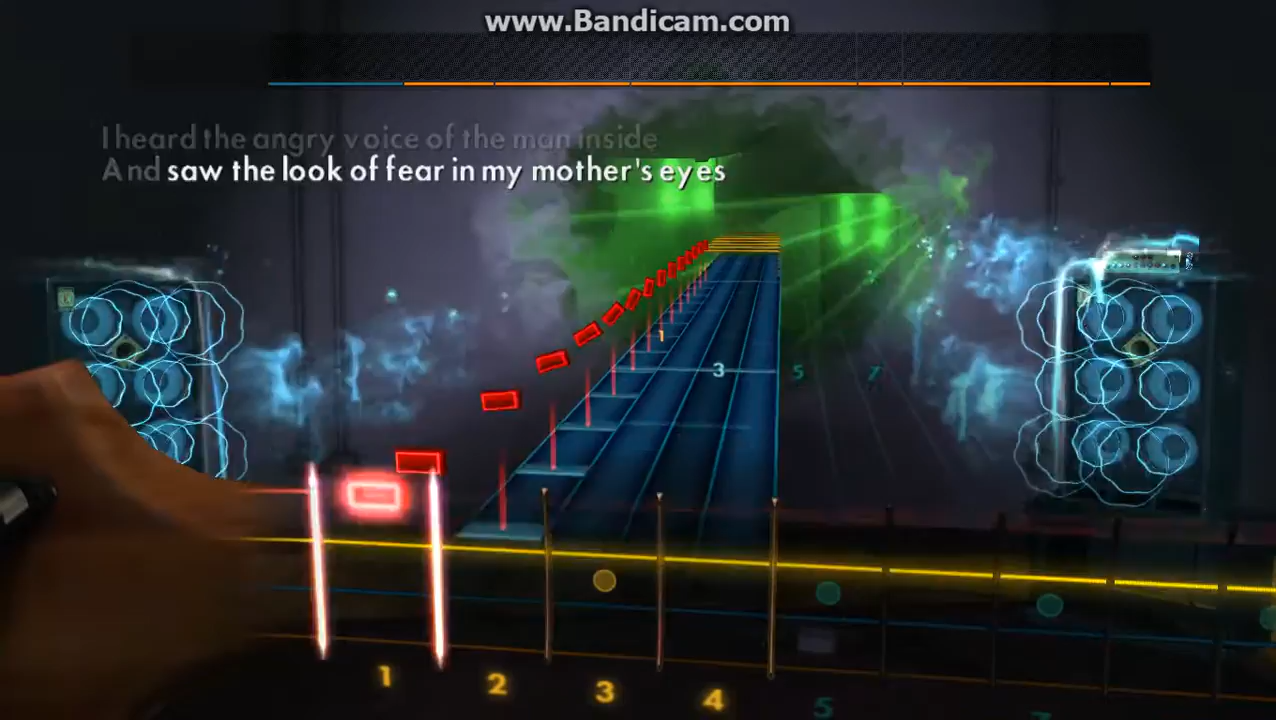 www.Bandicam.com
I heard the angry voice of the man inside
And saw the look of fear in my mother's eyes
1
3 5 7
1 2 3 4 5 7